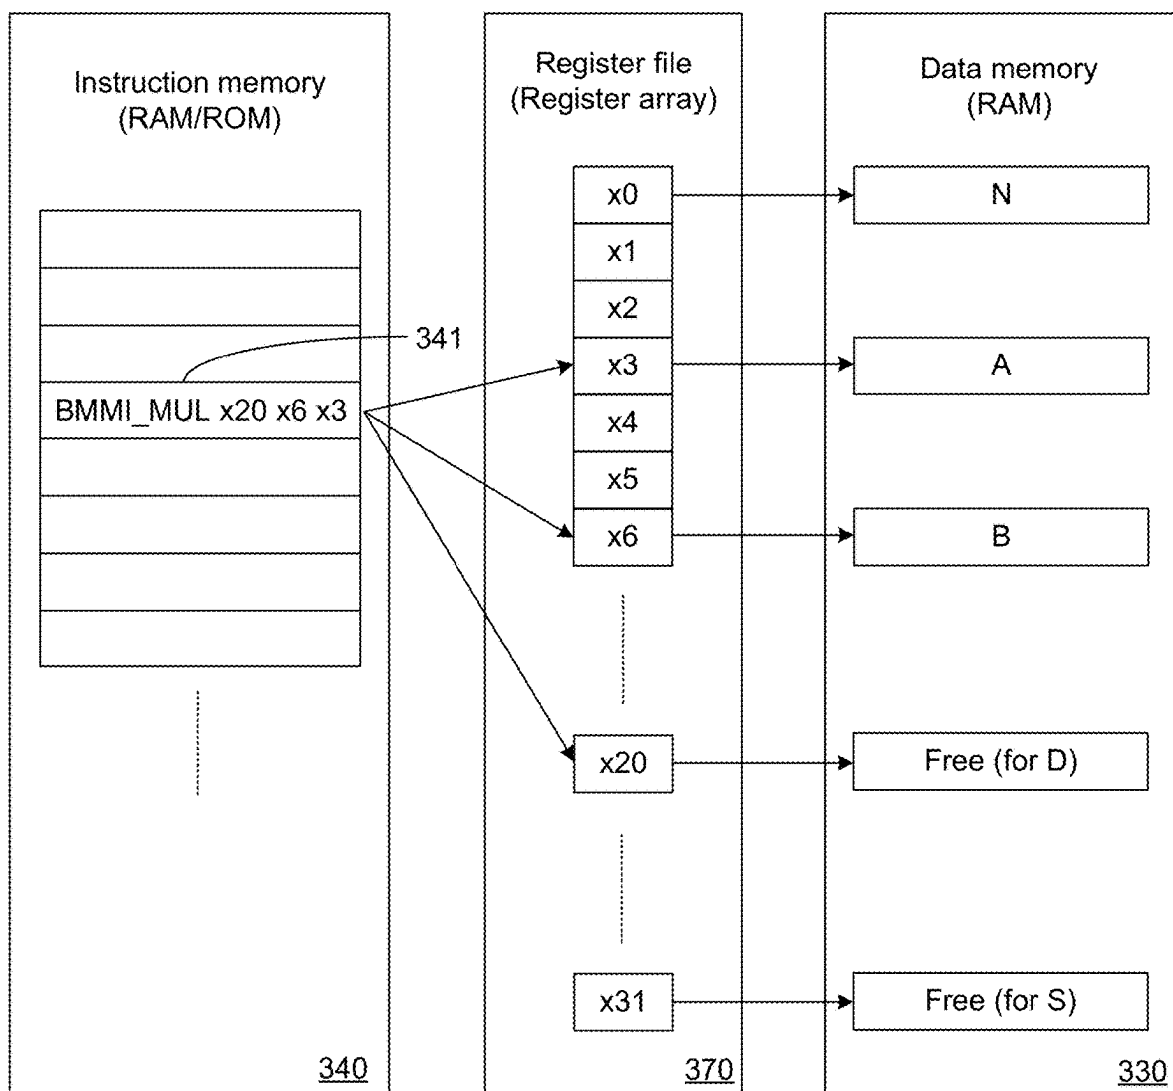 Instruction memory
(RAM/ROM)
341
BMMI_MUL x20 x6 x3
340
Register file
(Register array)
x0
x1
x2
x3
x4
x5
x6
x20
x31
370
Data memory
(RAM)
N
A
B
Free (for D)
Free (for S)
330